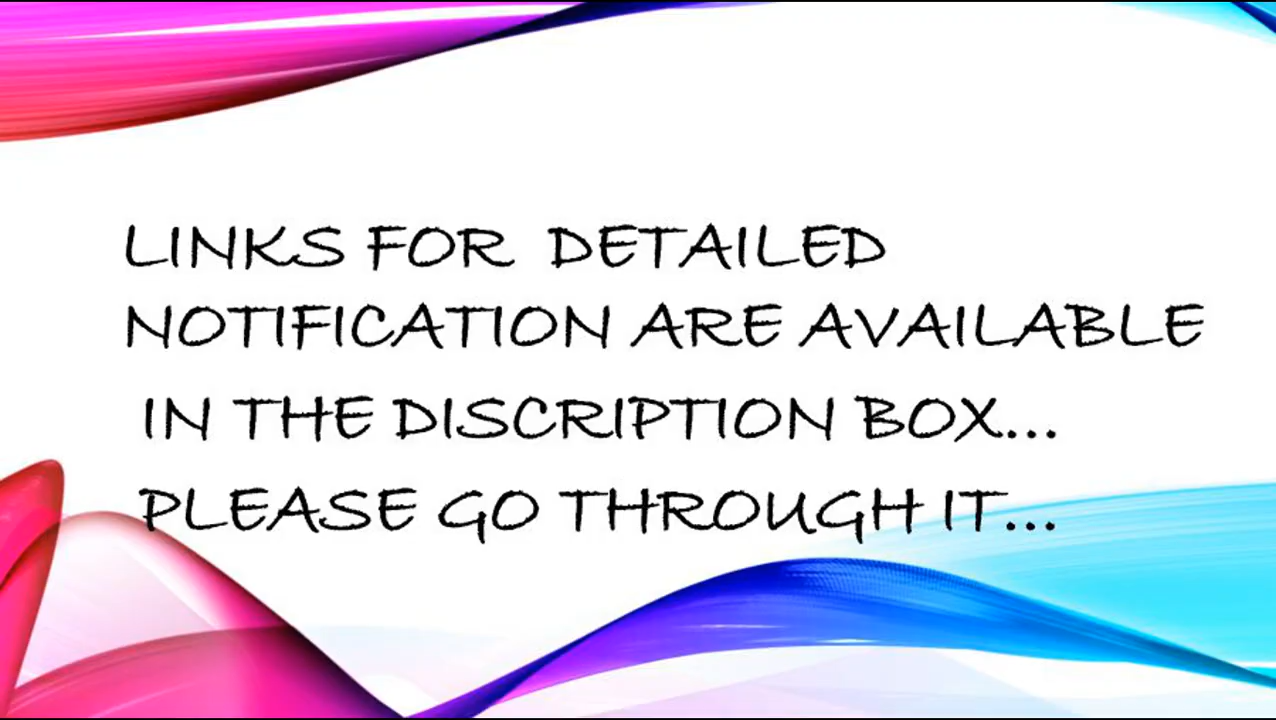 LINKS FOR DETAILED
NOTIFICATION ARE AVAILABLE
IN THE DISCRIPTION BOX...
PLEASE GO THROUGH IT...